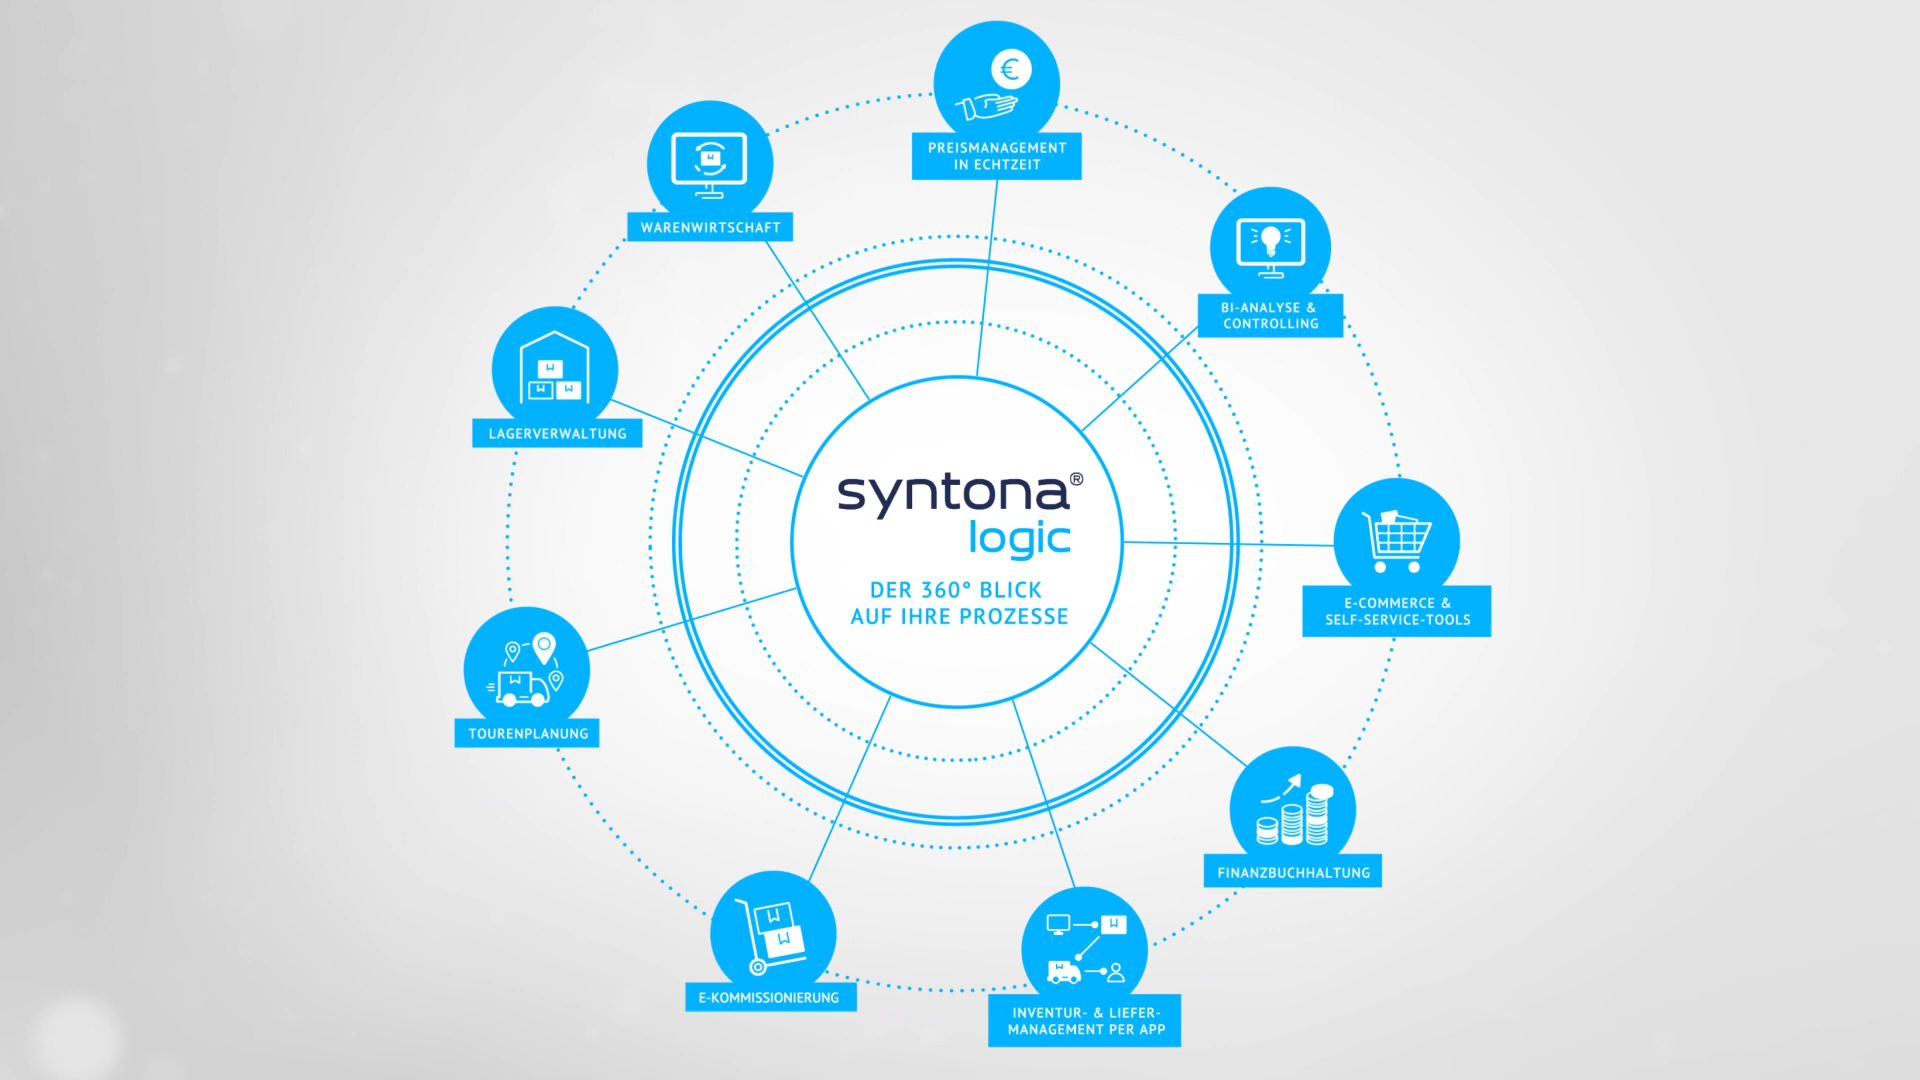 PREISMANAGEMENT
IN ECHTZEIT
WARENWIRTSCHAFT
BI-ANALYSE &
CONTROLLING
LAGERVERWALTUNG
syntona®
logic
DER 360° BLICK
AUF IHRE PROZESSE
E-COMMERCE &
SELF-SERVICE-TOOLS
TOURENPLANUNG
FINANZBUCHHALTUNG
E-KOMMISSIONIERUNG
INVENTUR- & LIEFER-
MANAGEMENT PER APP